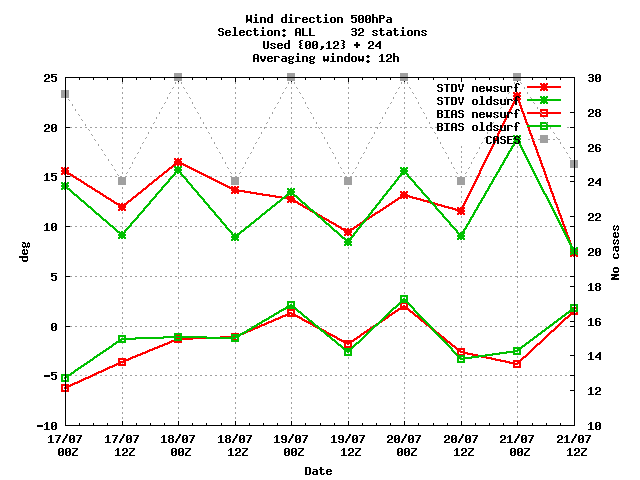 Wind direction 500hPa
Selection: ALL     32 stations
Used {00,12} + 24
Averaging window: 12h
STDV newsurf
STDV oldsurf
BIAS newsurf
BIAS oldsurf
CASES
25
20
15
10
5
0
-5
-10
deg
30
28
26
24
22
20
18
16
14
12
10
No cases
17/07 17/07 18/07 18/07 19/07 19/07 20/07 20/07 21/07 21/07
00Z 12Z 00Z 12Z 00Z 12Z 00Z 12Z 00Z 12Z
Date